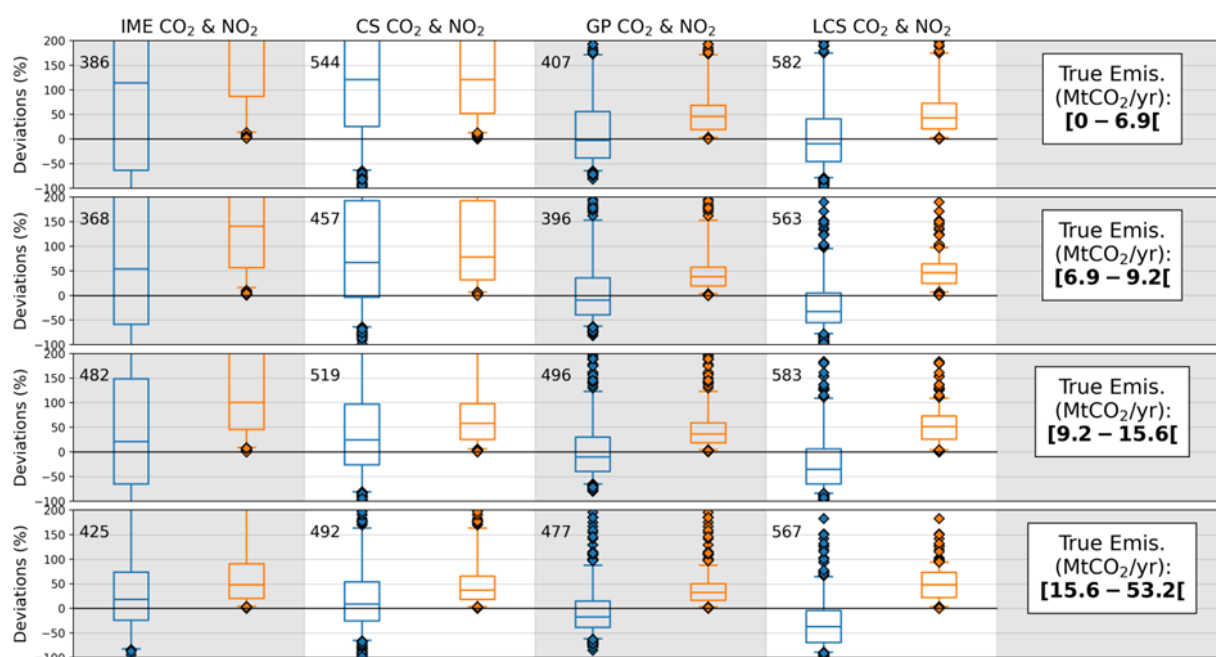 IME CO₂ & NO₂ CS CO₂ & NO₂ GP CO₂ & NO₂ LCS CO₂ & NO₂
Deviations (%)
200
150
100
50
0
−50
−100
386
544
407
582
True Emis.
(MtCO₂/yr):
[0 − 6.9[
Deviations (%)
200
150
100
50
0
−50
−100
368
457
396
563
True Emis.
(MtCO₂/yr):
[6.9 − 9.2[
Deviations (%)
200
150
100
50
0
−50
−100
482
519
496
583
True Emis.
(MtCO₂/yr):
[9.2 − 15.6[
Deviations (%)
200
150
100
50
0
−50
−100
425
492
477
567
True Emis.
(MtCO₂/yr):
[15.6 − 53.2[